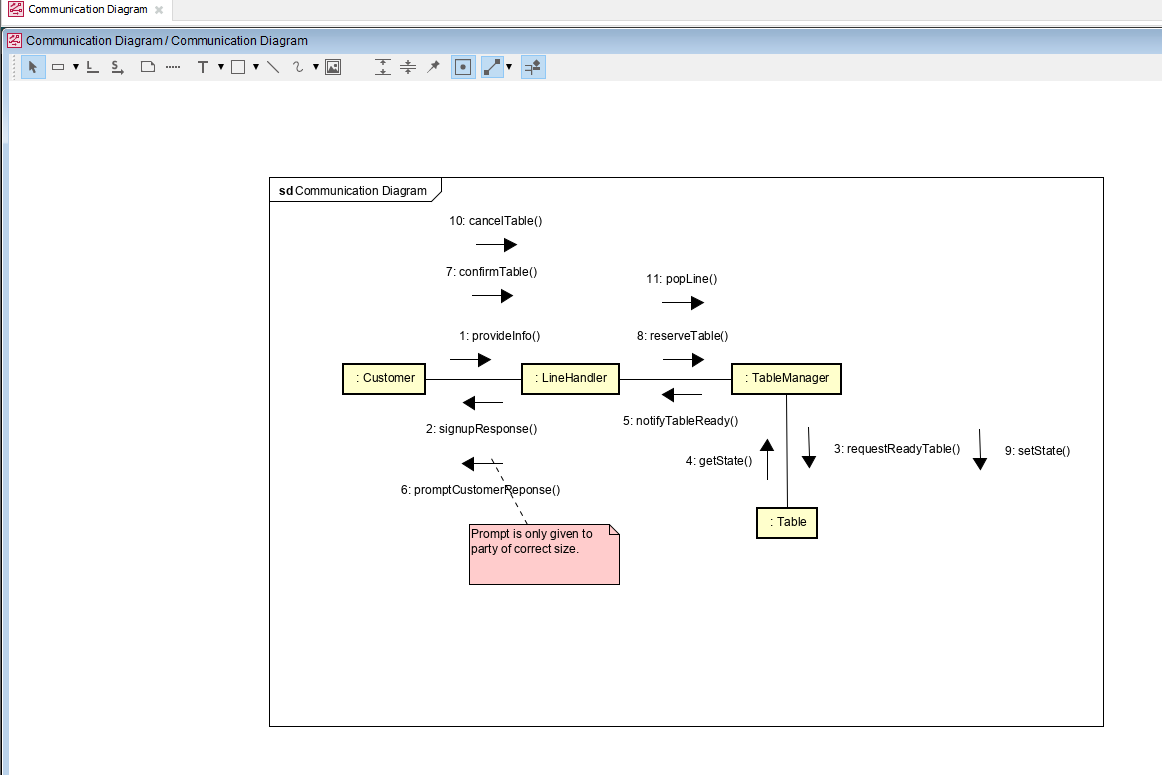 Communication Diagram
Communication Diagram / Communication Diagram
sd Communication Diagram
10: cancelTable()
7: confirmTable()
11: popLine()
1: provideInfo()
8: reserveTable()
: Customer
: LineHandler
: TableManager
2: signupResponse()
5: notifyTableReady()
4: getState()
3: requestReadyTable()
9: setState()
6: promptCustomerReponse()
: Table
Prompt is only given to
party of correct size.